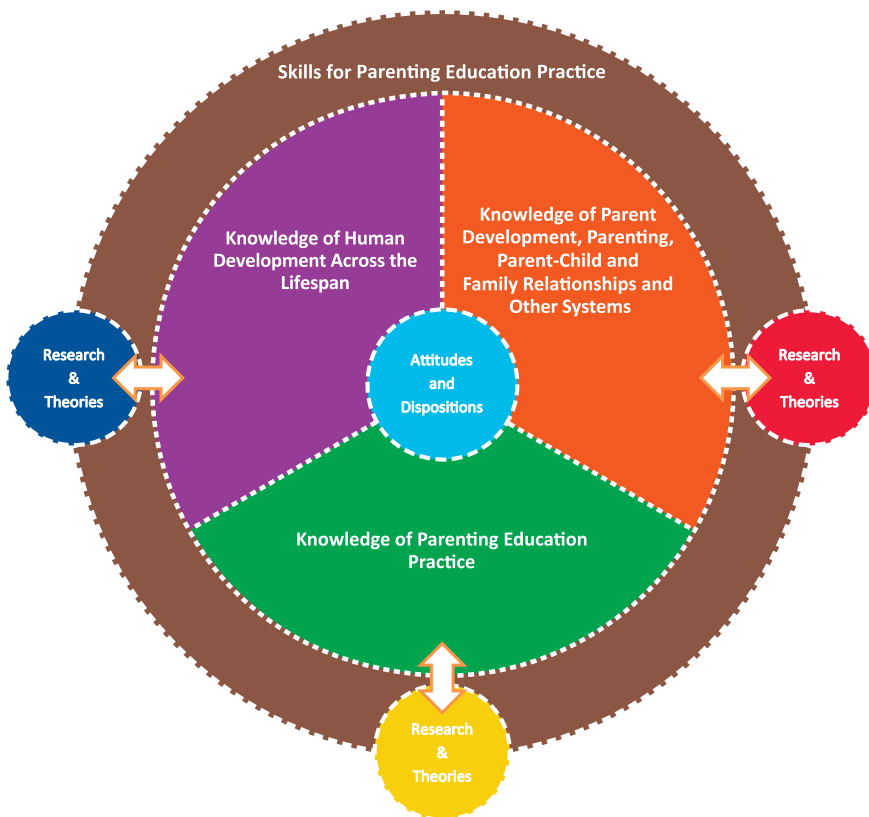 Skills for Parenting Education Practice
Knowledge of Human
Development Across the
Lifespan
Knowledge of Parent
Development, Parenting,
Parent-Child and
Family Relationships and
Other Systems
Research
&
Theories
Attitudes
and
Dispositions
Research
&
Theories
Knowledge of Parenting Education
Practice
Research
&
Theories